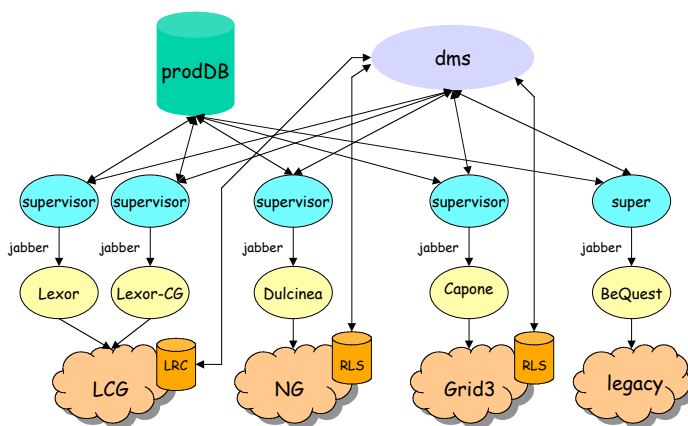 prodDB
dms
supervisor
supervisor
supervisor
supervisor
super
jabber
jabber
jabber
jabber
jabber
Lexor
Lexor-CG
Dulcinea
Capone
BeQuest
LRC
RLS
RLS
LCG
NG
Grid3
legacy